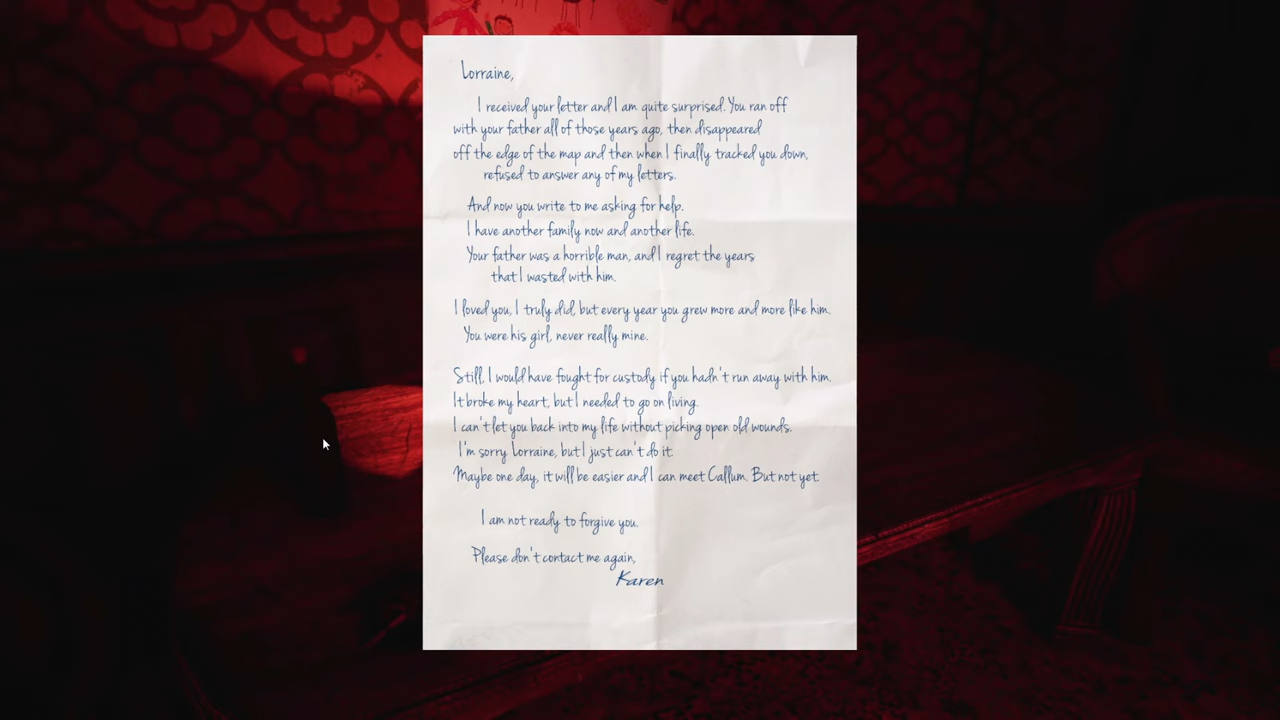 Lorraine,
I received your letter and I am quite surprised. You ran off
with your father all of those years ago, then disappeared
off the edge of the map and then when I finally tracked you down,
refused to answer any of my letters.
And now you write to me asking for help.
I have another family now and another life.
Your father was a horrible man, and I regret the years
that I wasted with him.
I loved you, I truly did, but every year you grew more and more like him.
You were his girl, never really mine.
Still, I would have fought for custody if you hadn't run away with him.
It broke my heart, but I needed to go on living.
I can't let you back into my life without picking open old wounds.
I'm sorry Lorraine, but I just can't do it.
Maybe one day, it will be easier and I can meet Callum. But not yet.
I am not ready to forgive you.
Please don't contact me again,
Karen